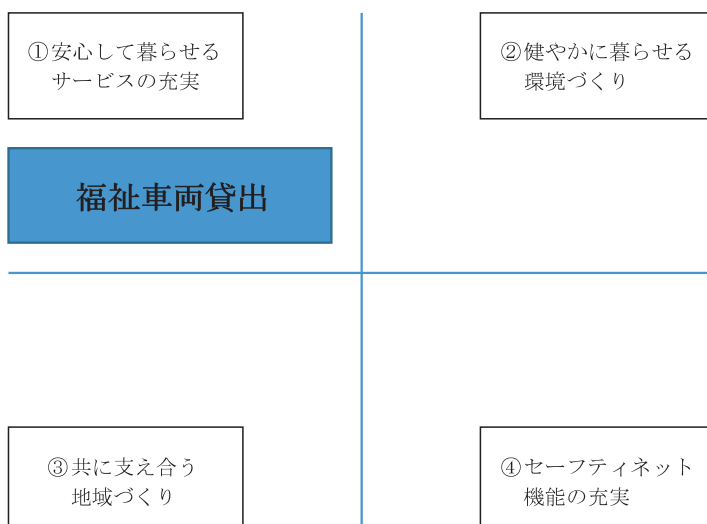 ①安心して暮らせる
サービスの充実
②健やかに暮らせる
環境づくり
福祉車両貸出
③共に支え合う
地域づくり
④セーフティネット
機能の充実